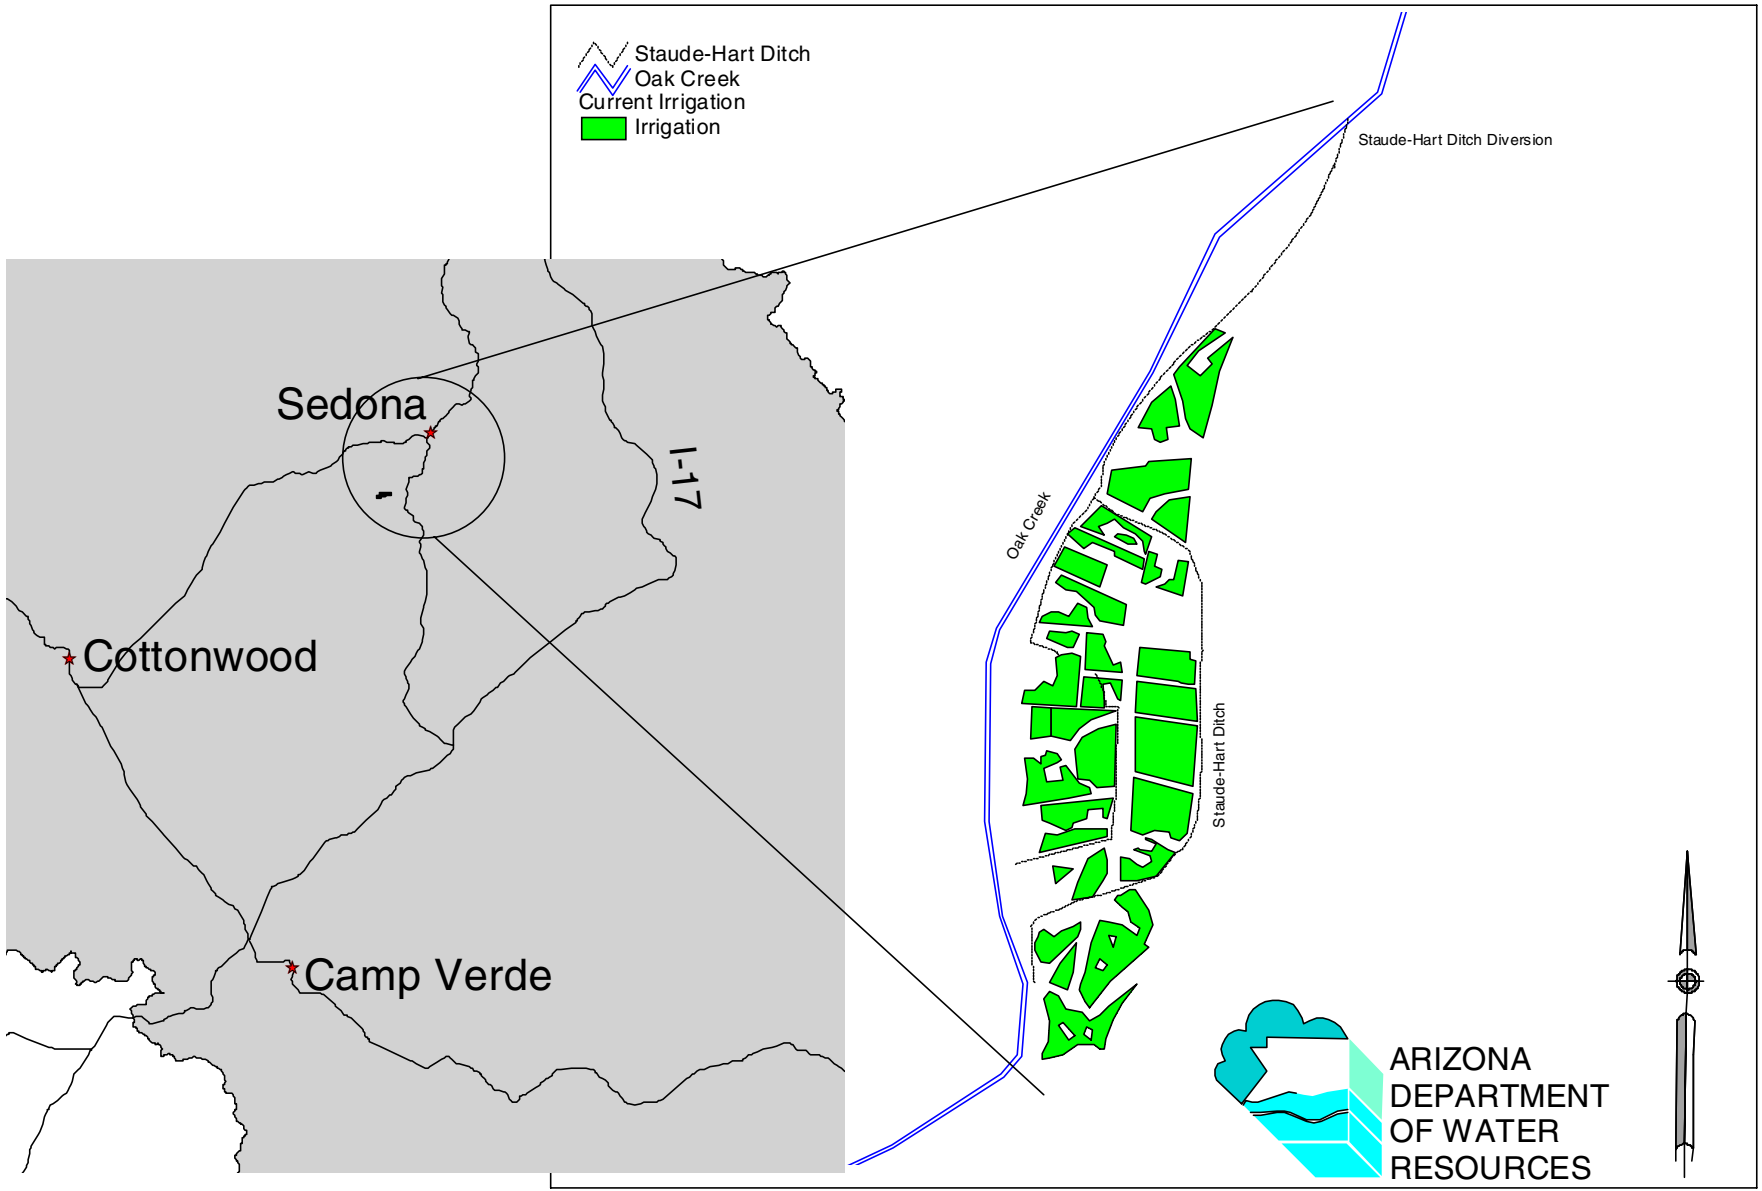 Staude-Hart Ditch
Oak Creek
Current Irrigation
Irrigation
Staude-Hart Ditch Diversion
Sedona
I-17
Oak Creek
Cottonwood
Staude-Hart Ditch
Camp Verde
ARIZONA
DEPARTMENT
OF WATER
RESOURCES